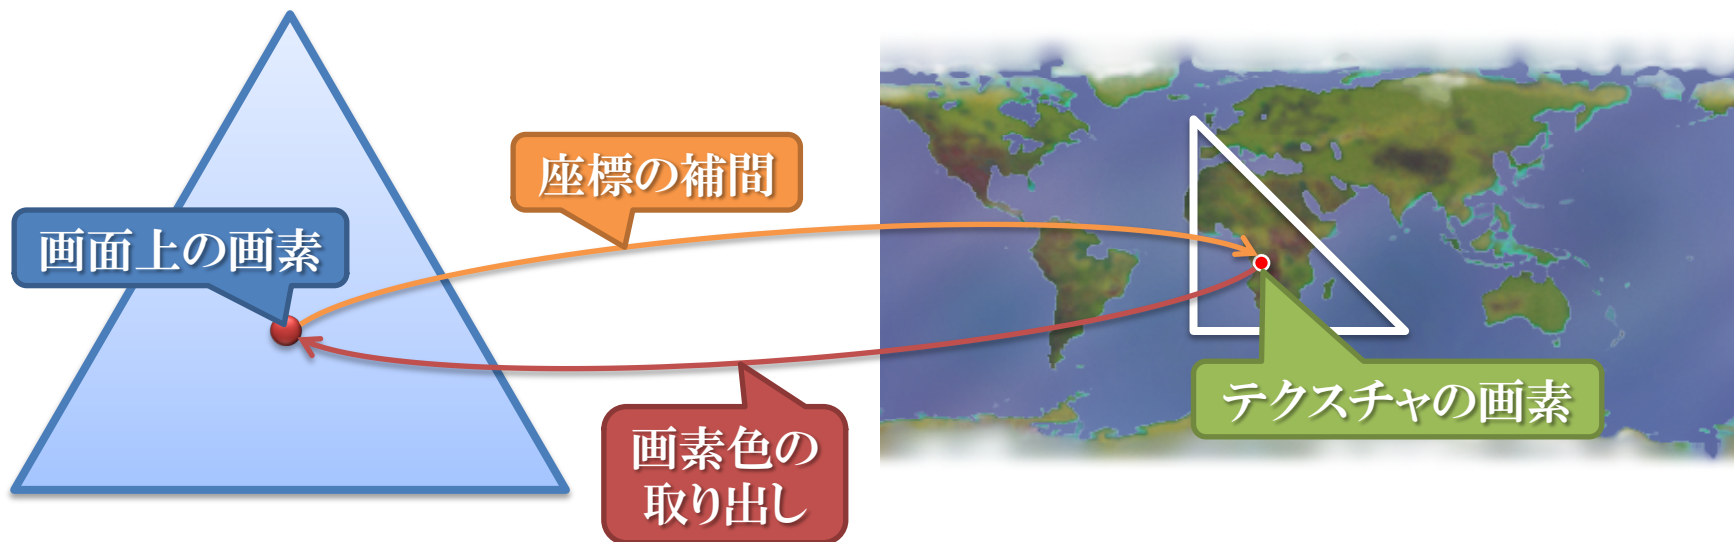 座標の補間
画面上の画素
テクスチャの画素
画素色の
取り出し